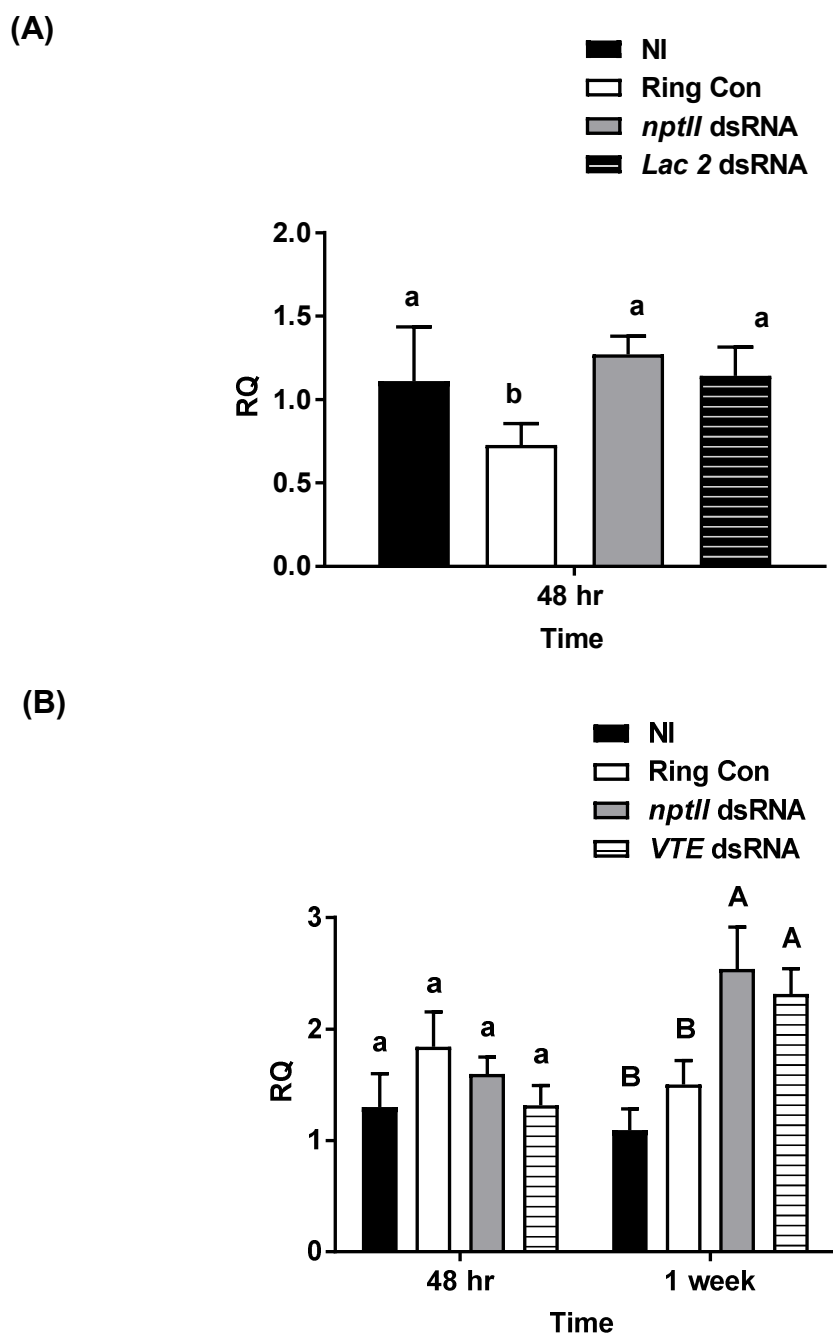 (A)
NI
Ring Con
nptII dsRNA
Lac 2 dsRNA
2.0
a
a
a
1.5
b
1.0
RQ
0.5
0.0
48 hr
Time
(B)
NI
Ring Con
nptII dsRNA
VTE dsRNA
A
3
A
a
a
a
a
2
B
B
RQ
1
0
48 hr
1 week
Time